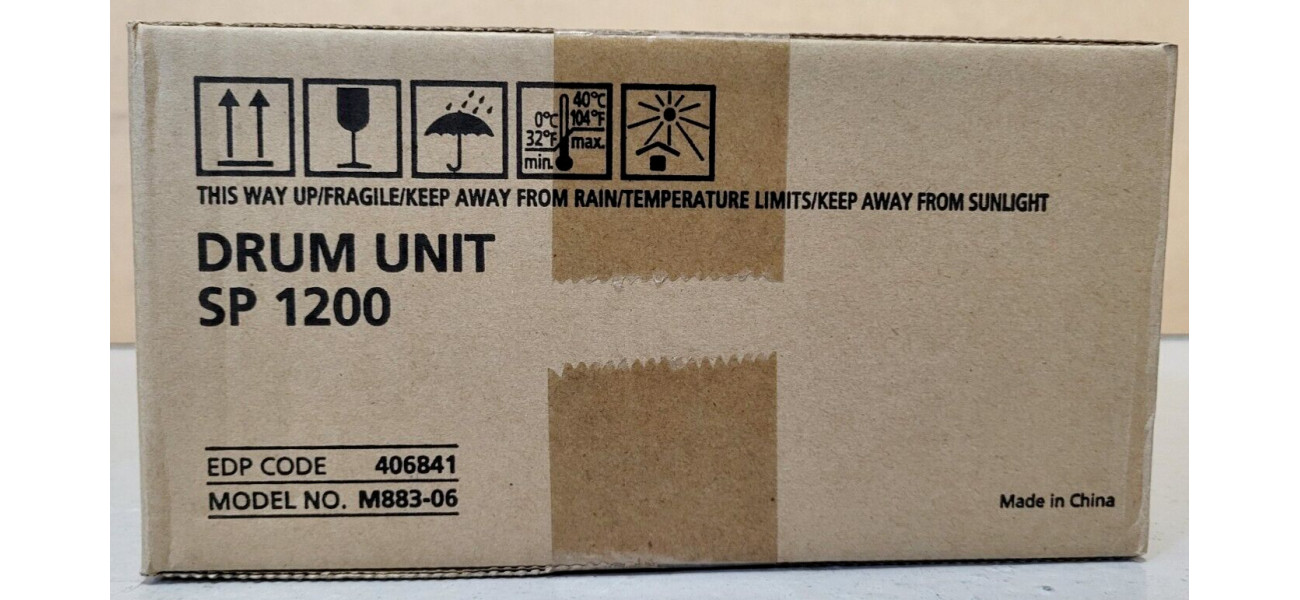 0°C
32°F
min.
40°C
104°F
max.
THIS WAY UP/FRAGILE/KEEP AWAY FROM RAIN/TEMPERATURE LIMITS/KEEP AWAY FROM SUNLIGHT
DRUM UNIT
SP 1200
EDP CODE 406841
MODEL NO. M883-06
Made in China